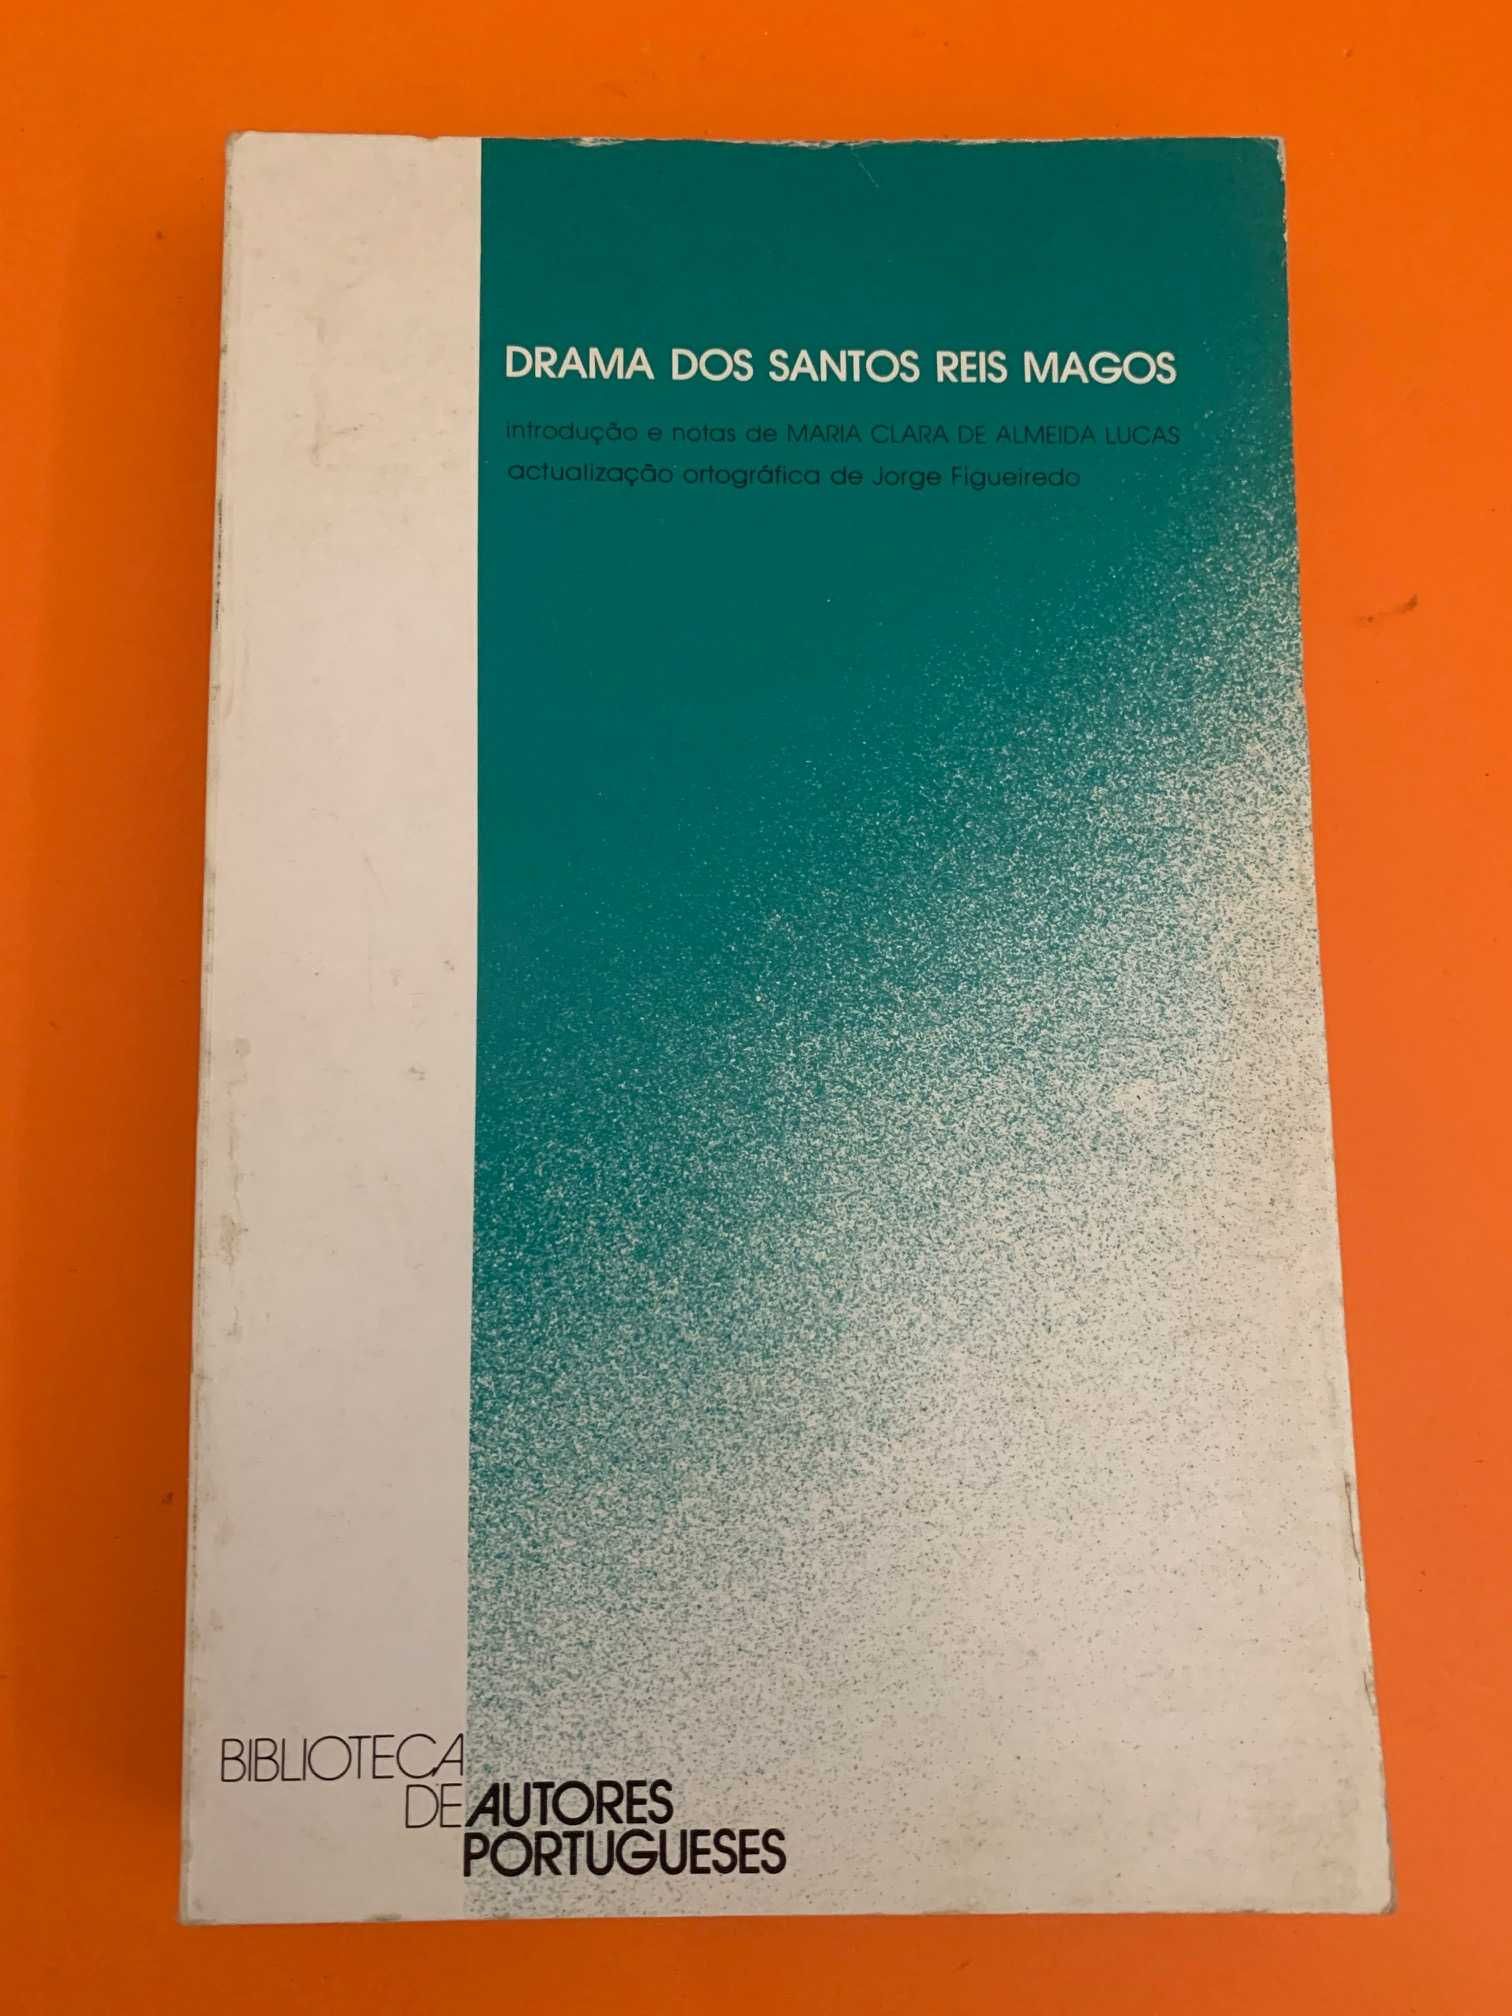 DRAMA DOS SANTOS REIS MAGOS
introdução e notas de MARIA CLARA DE ALMEIDA LUCAS
actualização ortográfica de Jorge Figueiredo
BIBLIOTECA
DE AUTORES
PORTUGUESES